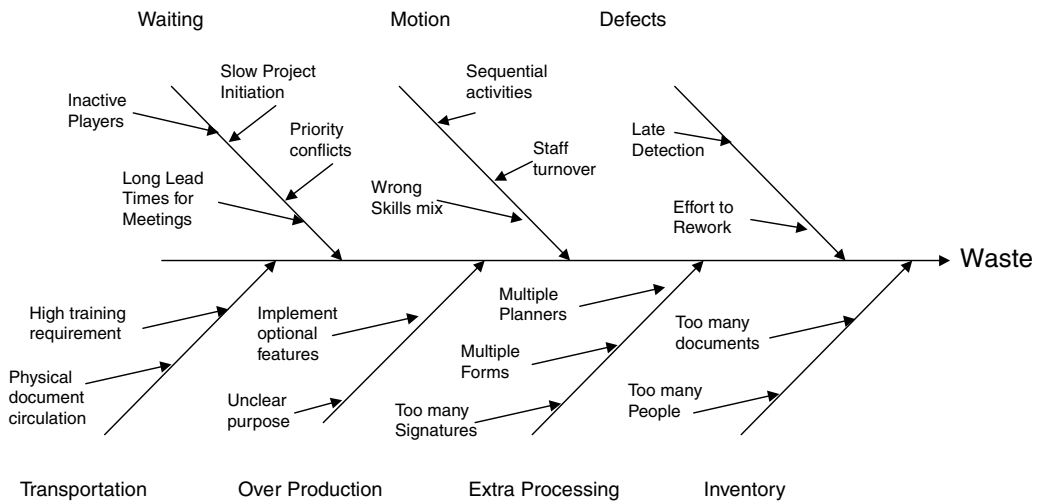 Waiting
Motion
Defects
Slow Project
Initiation
Inactive
Players
Priority
conflicts
Long Lead
Times for
Meetings
Sequential
activities
Staff
turnover
Wrong
Skills mix
Late
Detection
Effort to
Rework
Waste
High training
requirement
Physical
document
circulation
Implement
optional
features
Unclear
purpose
Multiple
Planners
Multiple
Forms
Too many
Signatures
Too many
documents
Too many
People
Transportation
Over Production
Extra Processing
Inventory